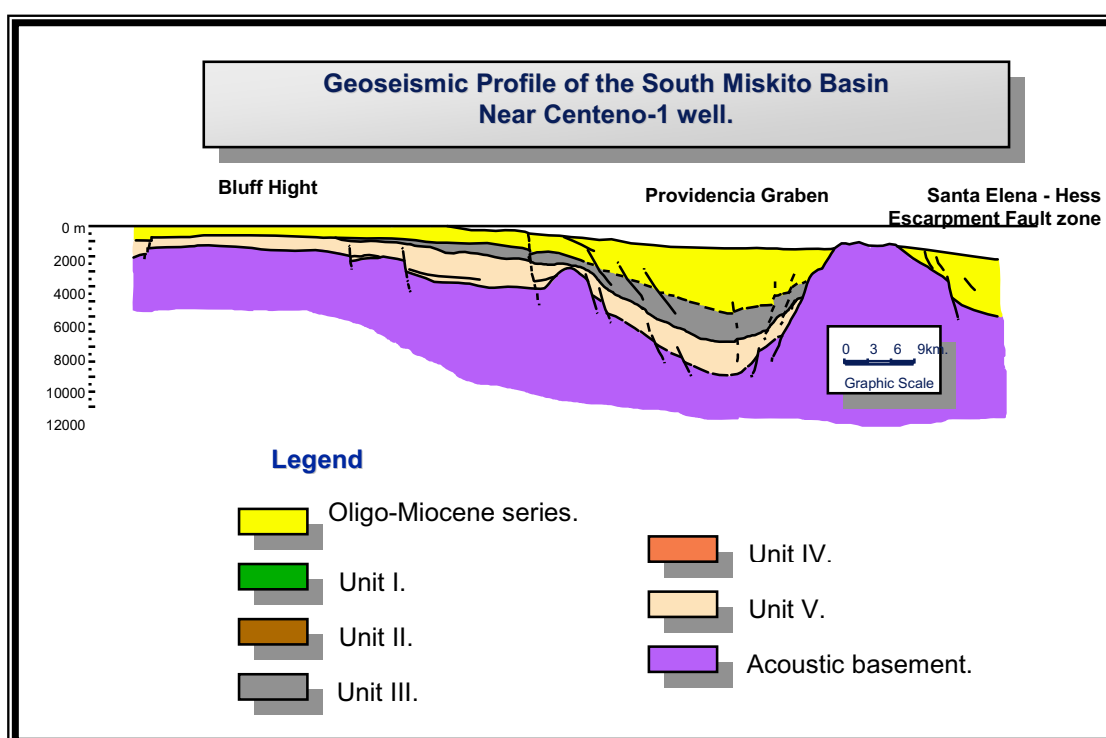 Geoseismic Profile of the South Miskito Basin
Near Centeno-1 well.
Bluff Hight
Providencia Graben
Santa Elena - Hess
Escarpment Fault zone
0 m
2000
4000
6000
8000
10000
12000
0 3 6 9km.
Graphic Scale
Legend
Oligo-Miocene series.
Unit I.
Unit II.
Unit III.
Unit IV.
Unit V.
Acoustic basement.